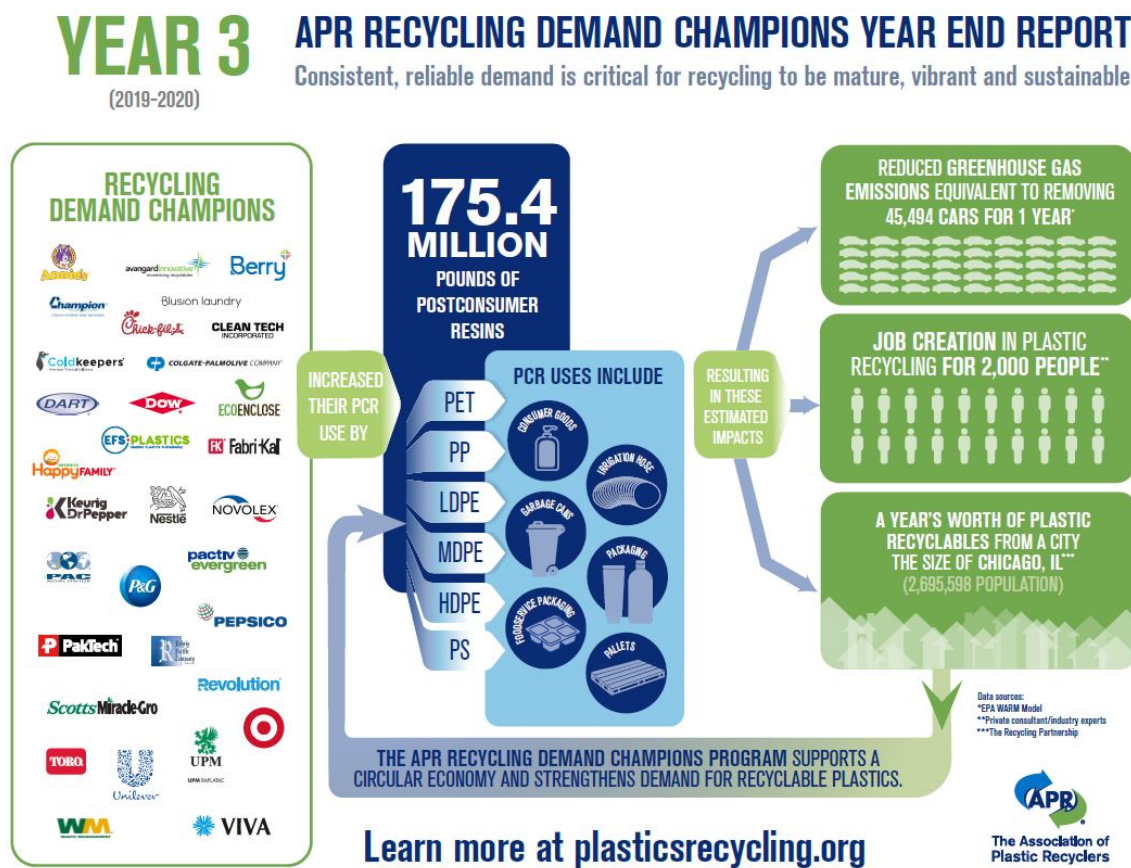 YEAR 3
(2019-2020)
APR RECYCLING DEMAND CHAMPIONS YEAR END REPORT
Consistent, reliable demand is critical for recycling to be mature, vibrant and sustainable
RECYCLING
DEMAND CHAMPIONS
Annie's
avangardinnovative
Berry
Champion
Blusion laundry
Chick-fil-A
CLEAN TECH
INCORPORATED
Coldkeepers
COLGATE-PALMOLIVE COMPANY
DART
DOW
ECOENCLOSE
EFS-PLASTICS
FK Fabri-Kal
HappyFAMILY
Keurig
DrPepper
Nestlé
NOVOLEX
PAC
pactiv
evergreen
P&G
PEPSICO
PakTech
R
Revolution
ScottsMiracle-Gro
TORO
Unilever
UPM
UPM RAFLATAC
WM
WASTE MANAGEMENT
VIVA
INCREASED
THEIR PCR
USE BY
175.4
MILLION
POUNDS OF
POSTCONSUMER
RESINS
PET
PP
LDPE
MDPE
HDPE
PS
PCR USES INCLUDE
CONSUMER GOODS
IRRIGATION HOSE
GARBAGE CANS
PACKAGING
FOODSERVICE PACKAGING
PALLETS
RESULTING
IN THESE
ESTIMATED
IMPACTS
REDUCED GREENHOUSE GAS
EMISSIONS EQUIVALENT TO REMOVING
45,494 CARS FOR 1 YEAR*
JOB CREATION IN PLASTIC
RECYCLING FOR 2,000 PEOPLE**
A YEAR'S WORTH OF PLASTIC
RECYCLABLES FROM A CITY
THE SIZE OF CHICAGO, IL***
(2,695,598 POPULATION)
Data sources:
*EPA WARM Model
**Private consultant/industry experts
***The Recycling Partnership
THE APR RECYCLING DEMAND CHAMPIONS PROGRAM SUPPORTS A
CIRCULAR ECONOMY AND STRENGTHENS DEMAND FOR RECYCLABLE PLASTICS.
Learn more at plasticsrecycling.org
APR
The Association of
Plastic Recyclers